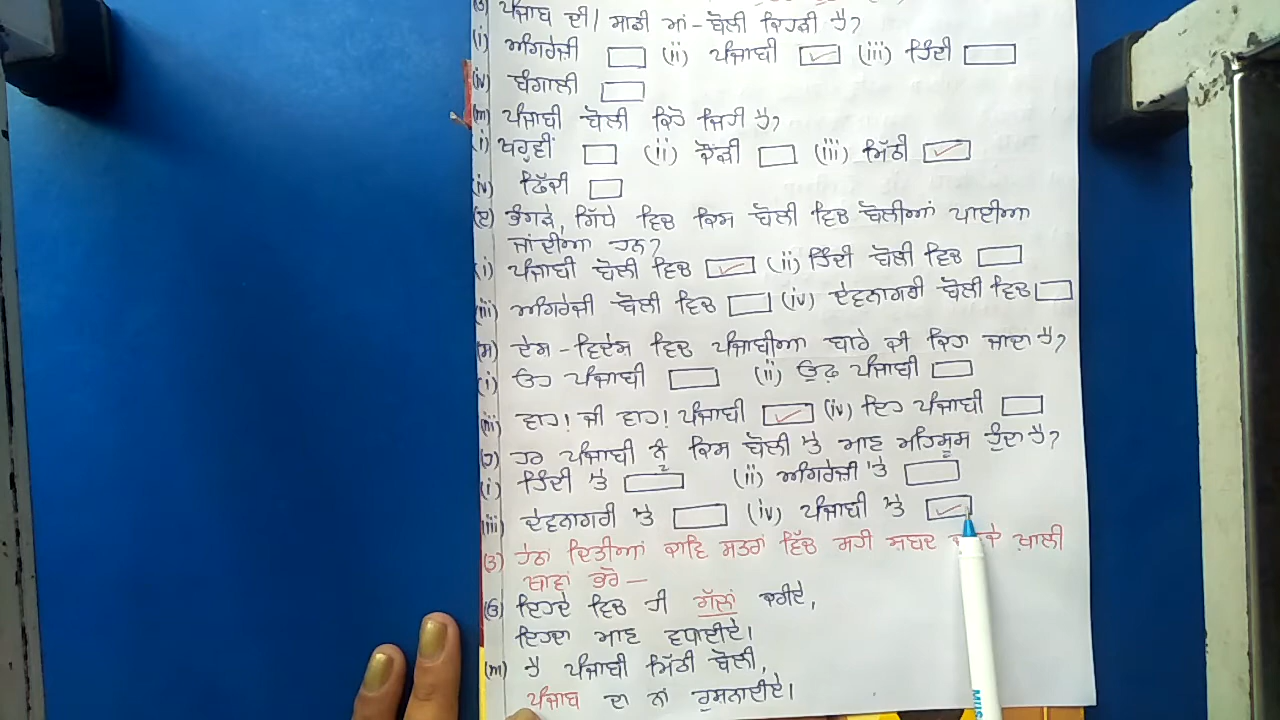 (ੳ) ਪੰਜਾਬ ਦੀ/ ਸਾਡੀ ਮਾਂ-ਬੋਲੀ ਕਿਹੜੀ ਹੈ?
(i) ਅੰਗਰੇਜ਼ੀ (ii) ਪੰਜਾਬੀ ✓ (iii) ਹਿੰਦੀ
(iv) ਬੰਗਾਲੀ
(ਅ) ਪੰਜਾਬੀ ਬੋਲੀ ਕਿਹੋ ਜਿਹੀ ਹੈ?
(i) ਖਰ੍ਹਵੀਂ (ii) ਕੌੜੀ (iii) ਮਿੱਠੀ ✓
(iv) ਫਿੱਕੀ
(ੲ) ਭੰਗੜੇ, ਗਿੱਧੇ ਵਿਚ ਕਿਸ ਬੋਲੀ ਵਿਚ ਬੋਲੀਆਂ ਪਾਈਆ
ਜਾਂਦੀਆ ਹਨ?
(i) ਪੰਜਾਬੀ ਬੋਲੀ ਵਿਚ ✓ (ii) ਹਿੰਦੀ ਬੋਲੀ ਵਿਚ
(iii) ਅੰਗਰੇਜ਼ੀ ਬੋਲੀ ਵਿਚ (iv) ਦੇਵਨਾਗਰੀ ਬੋਲੀ ਵਿਚ
(ਸ) ਦੇਸ਼-ਵਿਦੇਸ਼ ਵਿਚ ਪੰਜਾਬੀਆ ਬਾਰੇ ਕੀ ਕਿਹਾ ਜਾਦਾ ਹੈ?
(i) ਓਹ ਪੰਜਾਬੀ (ii) ਉਫ਼ ਪੰਜਾਬੀ
(iii) ਵਾਹ! ਜੀ ਵਾਹ! ਪੰਜਾਬੀ ✓ (iv) ਇਹ ਪੰਜਾਬੀ
(ਹ) ਹਰ ਪੰਜਾਬੀ ਨੂੰ ਕਿਸ ਬੋਲੀ 'ਤੇ ਮਾਣ ਮਹਿਸੂਸ ਹੁੰਦਾ ਹੈ?
(i) ਹਿੰਦੀ 'ਤੇ (ii) ਅੰਗਰੇਜ਼ੀ 'ਤੇ
(iii) ਦੇਵਨਾਗਰੀ 'ਤੇ (iv) ਪੰਜਾਬੀ 'ਤੇ ✓
(3) ਹੇਠਾਂ ਦਿਤੀਆਂ ਕਾਵਿ ਸਤਰਾਂ ਵਿੱਚ ਸਹੀ ਸ਼ਬਦ ਖ਼ਾਲੀ
ਥਾਵਾਂ ਭਰੋ —
(ੳ) ਇਹਦੇ ਵਿਚ ਹੀ ਗੱਲਾਂ ਕਰੀਏ,
ਇਹਦਾ ਮਾਣ ਵਧਾਈਏ।
(ਅ) ਹੈ ਪੰਜਾਬੀ ਮਿੱਠੀ ਬੋਲੀ,
ਪੰਜਾਬ ਦਾ ਨਾਂ ਰੁਸ਼ਨਾਈਏ।